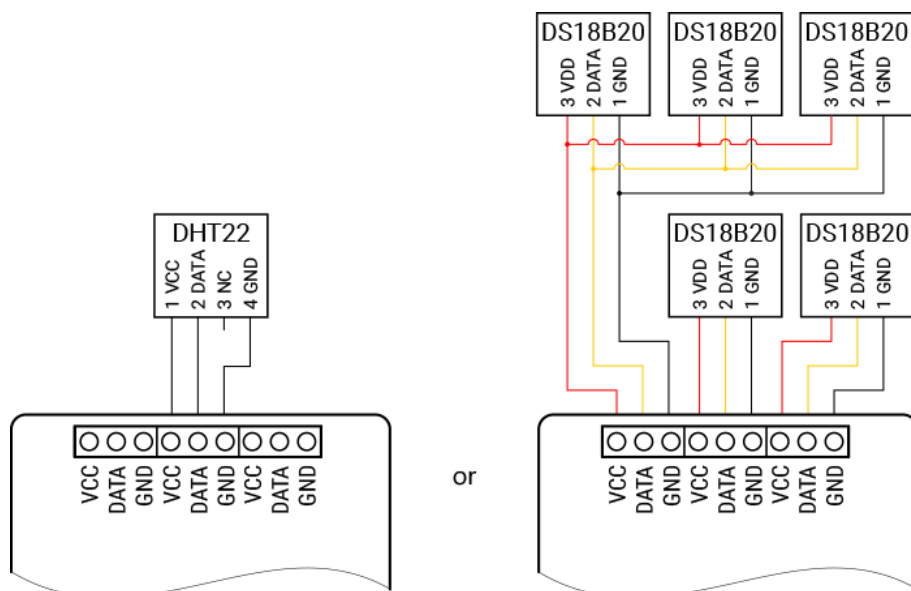 DS18B20 DS18B20 DS18B20
3 VDD 2 DATA 1 GND 3 VDD 2 DATA 1 GND 3 VDD 2 DATA 1 GND
DHT22 DS18B20 DS18B20
1 VCC 2 DATA 3 NC 4 GND 3 VDD 2 DATA 1 GND 3 VDD 2 DATA 1 GND
VCC DATA GND VCC DATA GND VCC DATA GND
or
VCC DATA GND VCC DATA GND VCC DATA GND